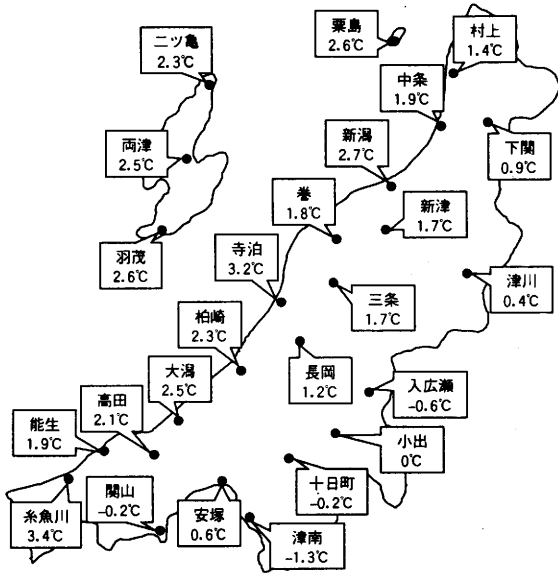 粟島
2.6℃
村上
1.4℃
二ツ亀
2.3℃
中条
1.9℃
両津
2.5℃
新潟
2.7℃
下関
0.9℃
巻
1.8℃
新津
1.7℃
羽茂
2.6℃
寺泊
3.2℃
三条
1.7℃
津川
0.4℃
柏崎
2.3℃
大潟
2.5℃
長岡
1.2℃
入広瀬
-0.6℃
高田
2.1℃
能生
1.9℃
小出
0℃
十日町
-0.2℃
糸魚川
3.4℃
関山
-0.2℃
安塚
0.6℃
津南
-1.3℃